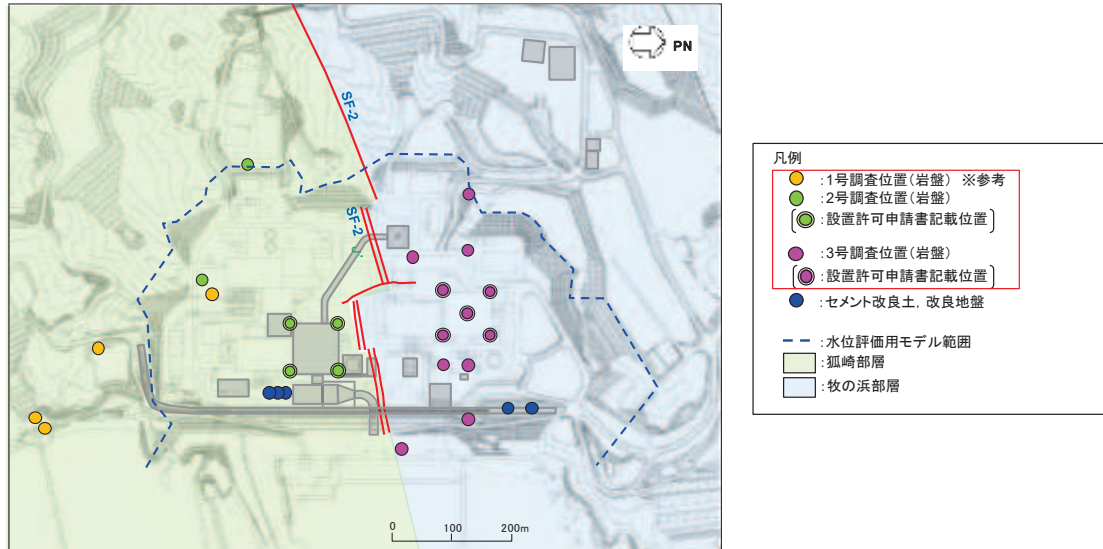 PN
SF-2
SF-2
0 100 200m
凡例
:1号調査位置(岩盤) ※参考
:2号調査位置(岩盤)
:設置許可申請書記載位置
:3号調査位置(岩盤)
:設置許可申請書記載位置
:セメント改良土,改良地盤
:水位評価用モデル範囲
:狐崎部層
:牧の浜部層